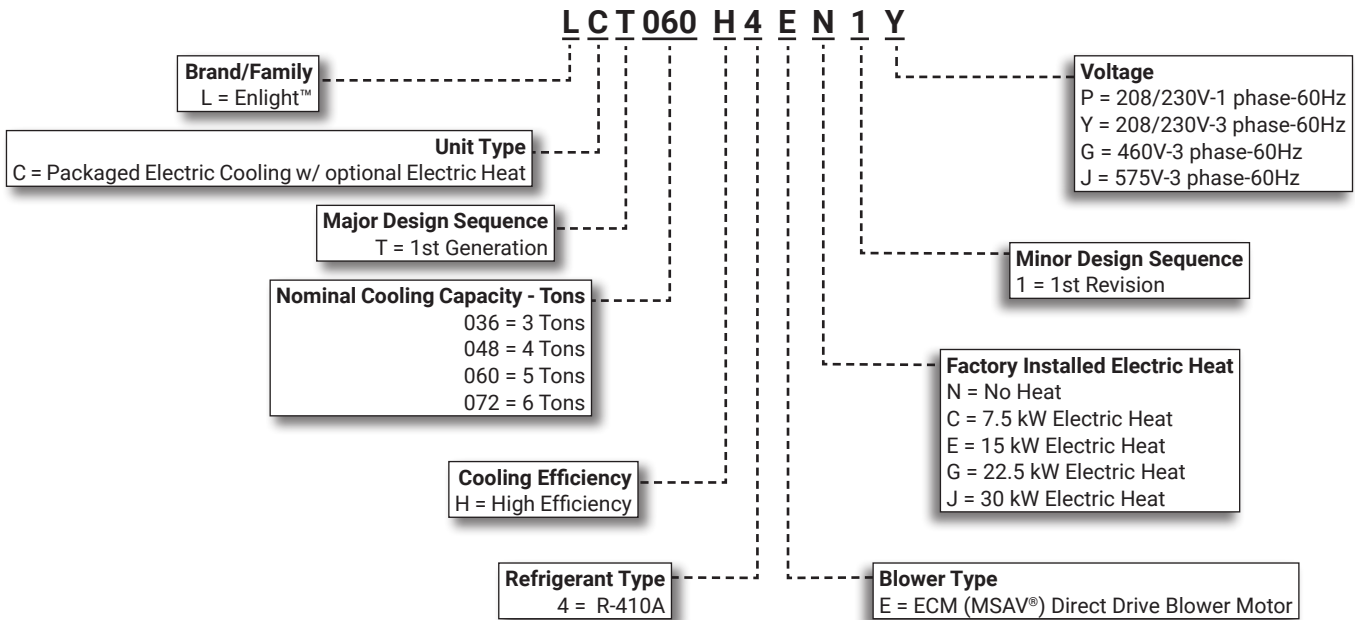 L C T 060 H 4 E N 1 Y
Brand/Family
L = Enlight™
Unit Type
C = Packaged Electric Cooling w/ optional Electric Heat
Major Design Sequence
T = 1st Generation
Nominal Cooling Capacity - Tons
036 = 3 Tons
048 = 4 Tons
060 = 5 Tons
072 = 6 Tons
Cooling Efficiency
H = High Efficiency
Refrigerant Type
4 = R-410A
Voltage
P = 208/230V-1 phase-60Hz
Y = 208/230V-3 phase-60Hz
G = 460V-3 phase-60Hz
J = 575V-3 phase-60Hz
Minor Design Sequence
1 = 1st Revision
Factory Installed Electric Heat
N = No Heat
C = 7.5 kW Electric Heat
E = 15 kW Electric Heat
G = 22.5 kW Electric Heat
J = 30 kW Electric Heat
Blower Type
E = ECM (MSAV®) Direct Drive Blower Motor